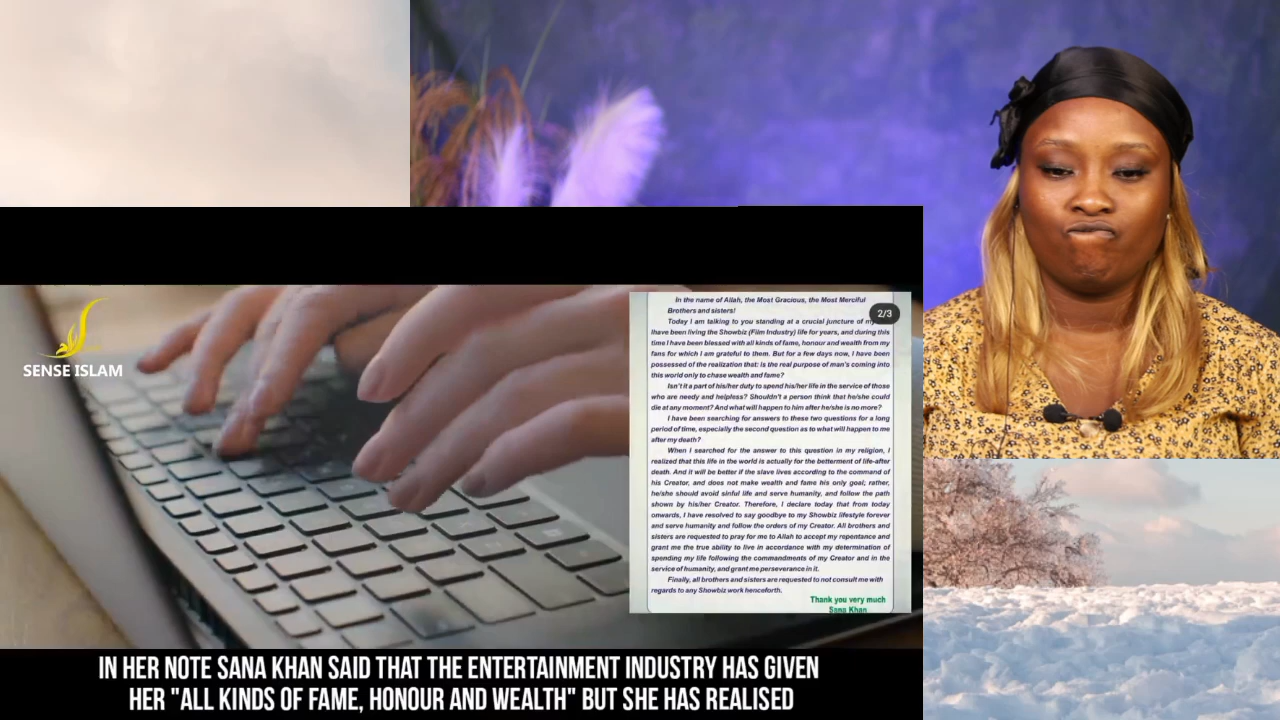 SENSE ISLAM
2/3
In the name of Allah, the Most Gracious, the Most Merciful
Brothers and sisters!
Today I am talking to you standing at a crucial juncture of my
Ihave been living the Showbiz (Film Industry) life for years, and during this
time I have been blessed with all kinds of fame, honour and wealth from my
fans for which I am grateful to them. But for a few days now, I have been
possessed of the realization that: is the real purpose of man's coming into
this world only to chase wealth and fame?
Isn't it a part of his/her duty to spend his/her life in the service of those
who are needy and helpless? Shouldn't a person think that he/she could
die at any moment? And what will happen to him after he/she is no more?
I have been searching for answers to these two questions for a long
period of time, especially the second question as to what will happen to me
after my death?
When I searched for the answer to this question in my religion, I
realized that this life in the world is actually for the betterment of life-after
death. And it will be better if the slave lives according to the command of
his Creator, and does not make wealth and fame his only goal; rather,
he/she should avoid sinful life and serve humanity, and follow the path
shown by his/her Creator. Therefore, I declare today that from today
onwards, I have resolved to say goodbye to my Showbiz lifestyle forever
and serve humanity and follow the orders of my Creator. All brothers and
sisters are requested to pray for me to Allah to accept my repentance and
grant me the true ability to live in accordance with my determination of
spending my life following the commandments of my Creator and in the
service of humanity, and grant me perseverance in it.
Finally, all brothers and sisters are requested to not consult me with
regards to any Showbiz work henceforth.
Thank you very much
Sana Khan
IN HER NOTE SANA KHAN SAID THAT THE ENTERTAINMENT INDUSTRY HAS GIVEN
HER "ALL KINDS OF FAME, HONOUR AND WEALTH" BUT SHE HAS REALISED